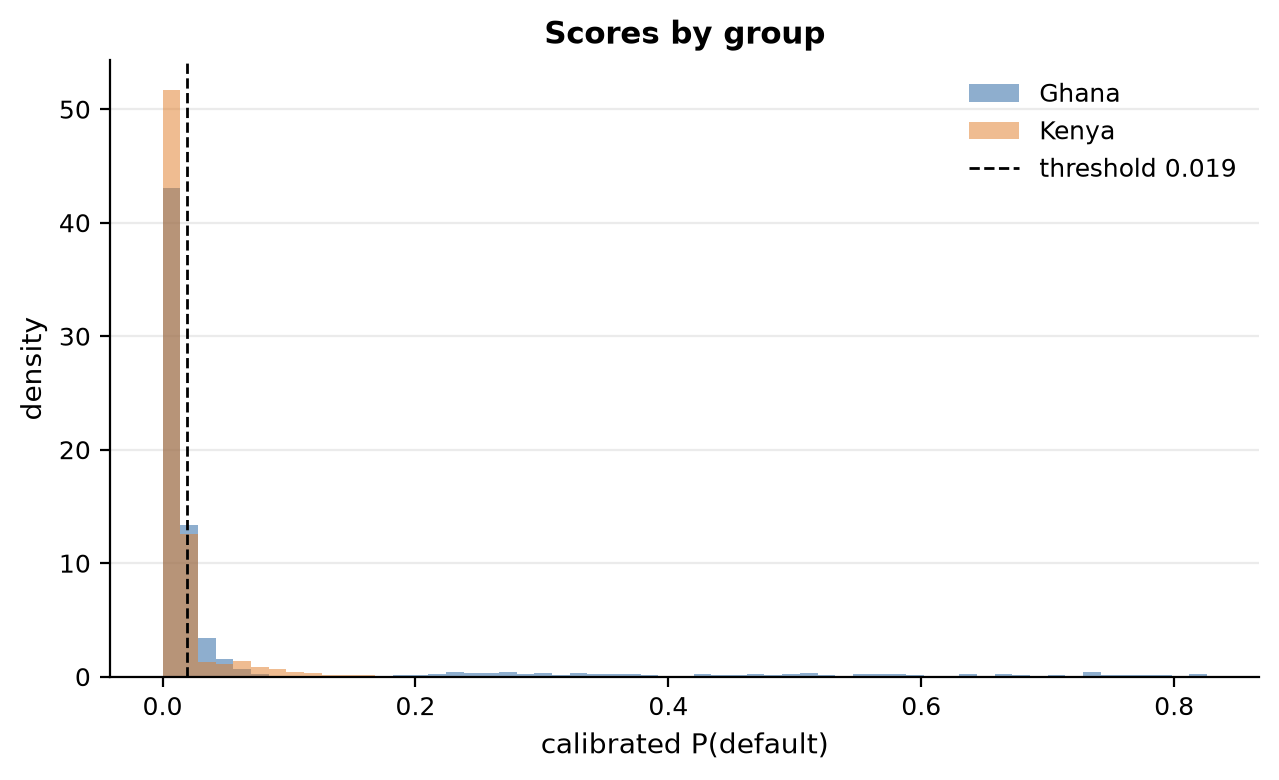 Scores by group
Ghana
Kenya
threshold 0.019
density
50
40
30
20
10
0
0.0 0.2 0.4 0.6 0.8
calibrated P(default)